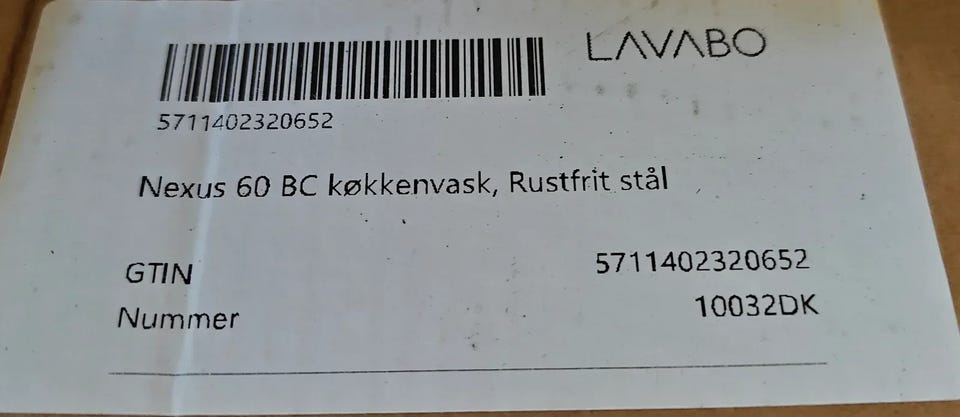 LAVABO
5711402320652
Nexus 60 BC køkkenvask, Rustfrit stål
GTIN 5711402320652
Nummer 10032DK